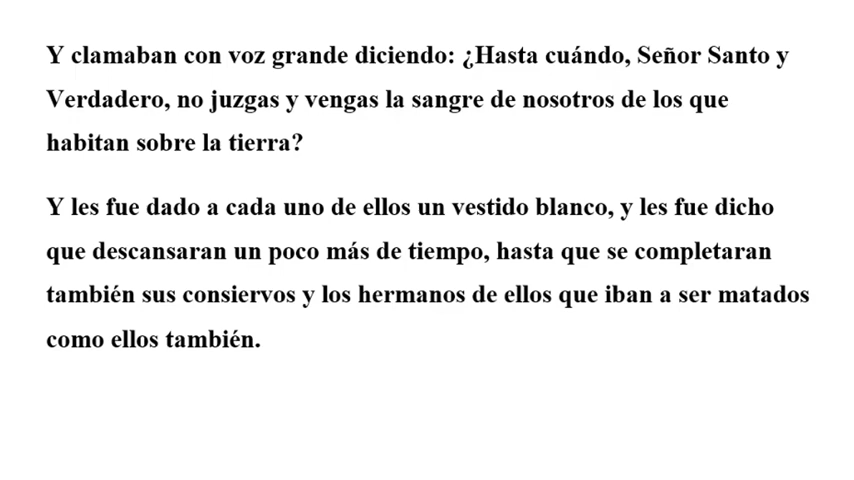 Y clamaban con voz grande diciendo: ¿Hasta cuándo, Señor Santo y
Verdadero, no juzgas y vengas la sangre de nosotros de los que
habitan sobre la tierra?
Y les fue dado a cada uno de ellos un vestido blanco, y les fue dicho
que descansaran un poco más de tiempo, hasta que se completaran
también sus consiervos y los hermanos de ellos que iban a ser matados
como ellos también.